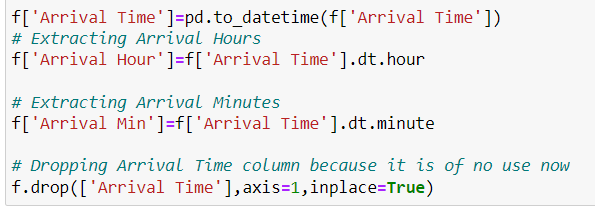 f['Arrival Time']=pd.to_datetime(f['Arrival Time'])
# Extracting Arrival Hours
f['Arrival Hour']=f['Arrival Time'].dt.hour
# Extracting Arrival Minutes
f['Arrival Min']=f['Arrival Time'].dt.minute
# Dropping Arrival Time column because it is of no use now
f.drop(['Arrival Time'],axis=1,inplace=True)